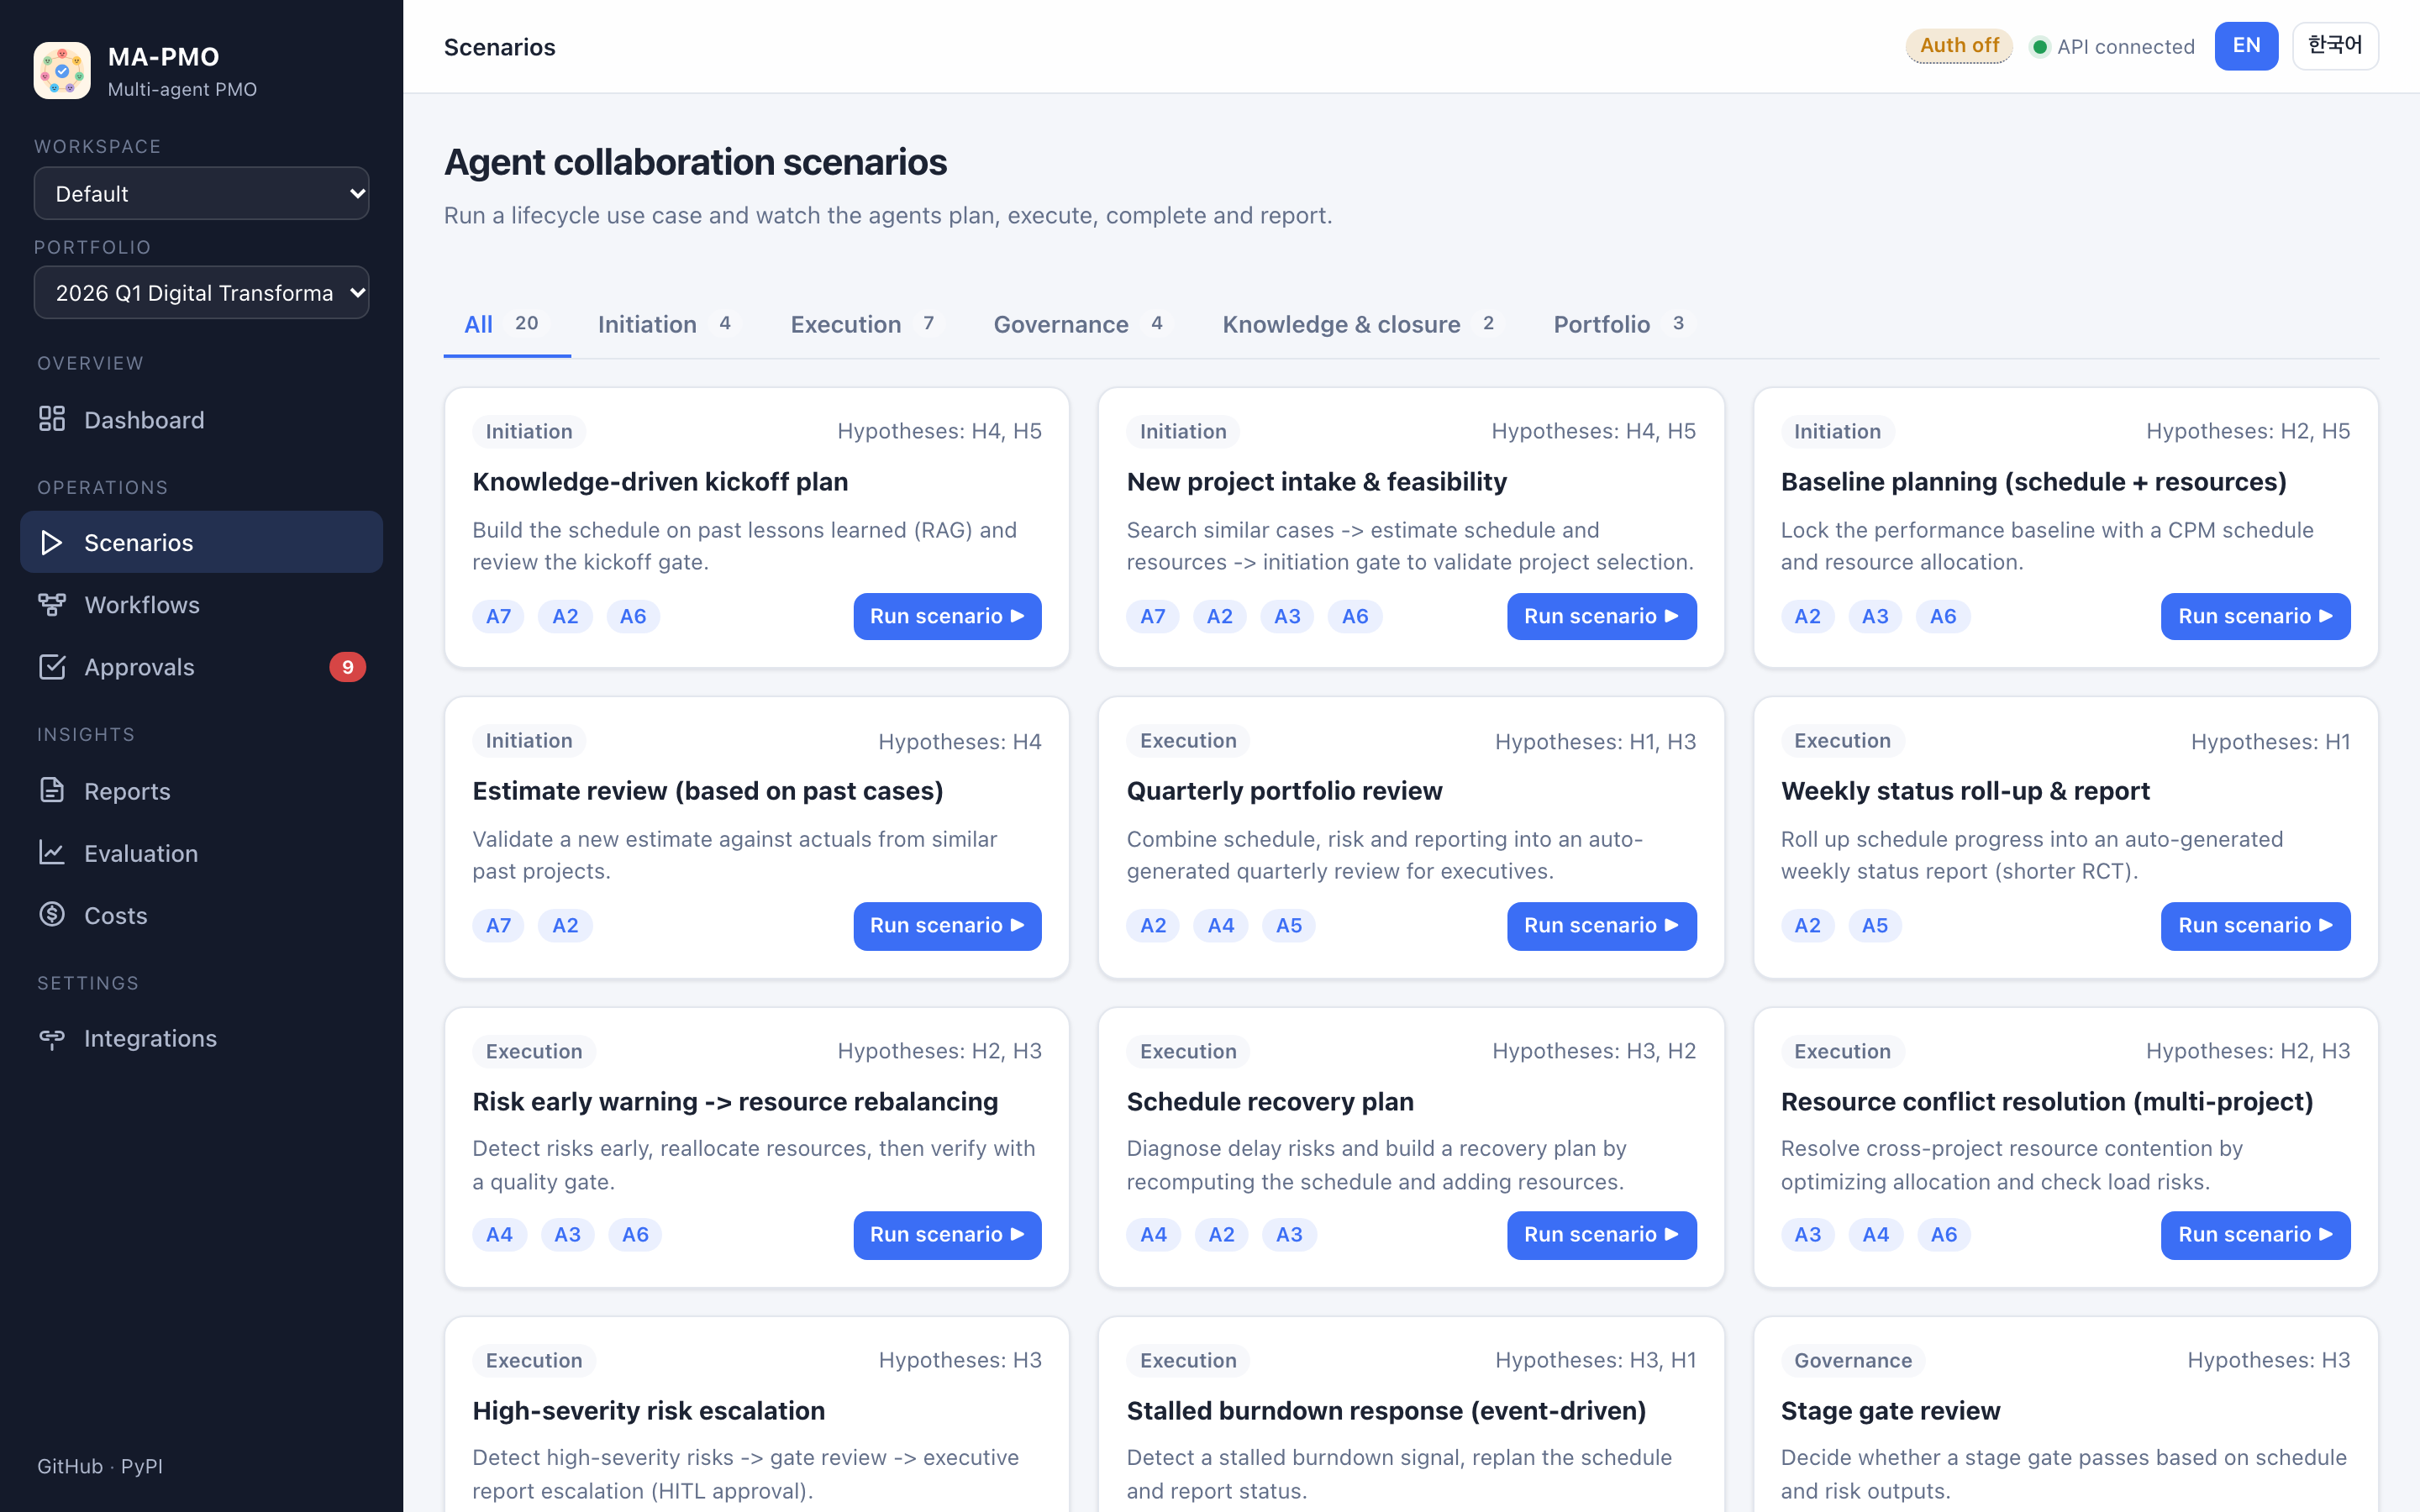 MA-PMO
Multi-agent PMO
WORKSPACE
Default
PORTFOLIO
2026 Q1 Digital Transforma
OVERVIEW
Dashboard
OPERATIONS
Scenarios
Workflows
Approvals 9
INSIGHTS
Reports
Evaluation
Costs
SETTINGS
Integrations
GitHub · PyPI
Scenarios
Auth off API connected EN 한국어
Agent collaboration scenarios
Run a lifecycle use case and watch the agents plan, execute, complete and report.
All 20 Initiation 4 Execution 7 Governance 4 Knowledge & closure 2 Portfolio 3
Initiation Hypotheses: H4, H5
Knowledge-driven kickoff plan
Build the schedule on past lessons learned (RAG) and
review the kickoff gate.
A7 A2 A6 Run scenario ▶
Initiation Hypotheses: H4, H5
New project intake & feasibility
Search similar cases -> estimate schedule and
resources -> initiation gate to validate project selection.
A7 A2 A3 A6 Run scenario ▶
Initiation Hypotheses: H2, H5
Baseline planning (schedule + resources)
Lock the performance baseline with a CPM schedule
and resource allocation.
A2 A3 A6 Run scenario ▶
Initiation Hypotheses: H4
Estimate review (based on past cases)
Validate a new estimate against actuals from similar
past projects.
A7 A2 Run scenario ▶
Execution Hypotheses: H1, H3
Quarterly portfolio review
Combine schedule, risk and reporting into an auto-
generated quarterly review for executives.
A2 A4 A5 Run scenario ▶
Execution Hypotheses: H1
Weekly status roll-up & report
Roll up schedule progress into an auto-generated
weekly status report (shorter RCT).
A2 A5 Run scenario ▶
Execution Hypotheses: H2, H3
Risk early warning -> resource rebalancing
Detect risks early, reallocate resources, then verify with
a quality gate.
A4 A3 A6 Run scenario ▶
Execution Hypotheses: H3, H2
Schedule recovery plan
Diagnose delay risks and build a recovery plan by
recomputing the schedule and adding resources.
A4 A2 A3 Run scenario ▶
Execution Hypotheses: H2, H3
Resource conflict resolution (multi-project)
Resolve cross-project resource contention by
optimizing allocation and check load risks.
A3 A4 A6 Run scenario ▶
Execution Hypotheses: H3
High-severity risk escalation
Detect high-severity risks -> gate review -> executive
report escalation (HITL approval).
Execution Hypotheses: H3, H1
Stalled burndown response (event-driven)
Detect a stalled burndown signal, replan the schedule
and report status.
Governance Hypotheses: H3
Stage gate review
Decide whether a stage gate passes based on schedule
and risk outputs.